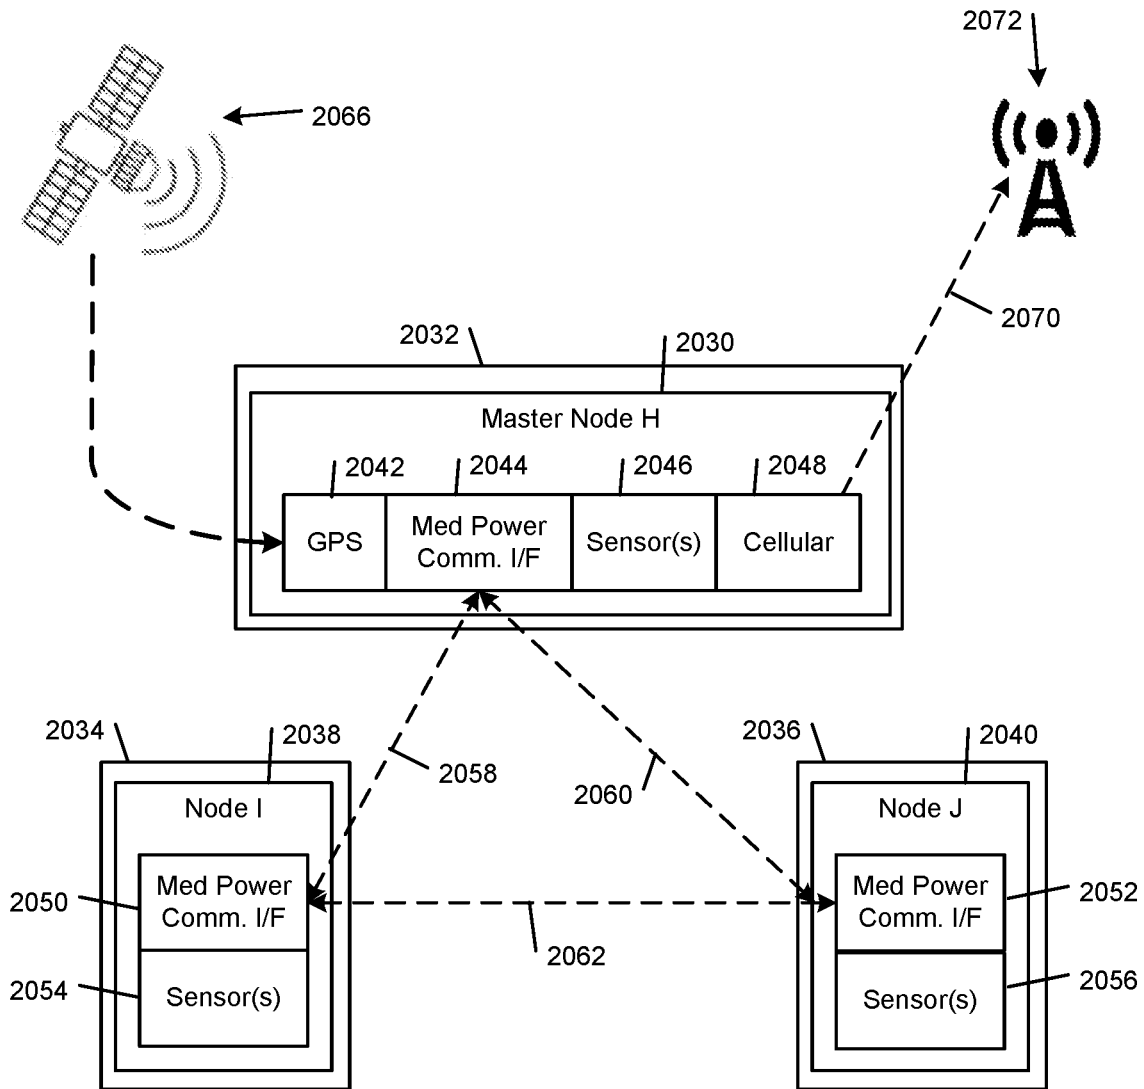 2072
2066
2070
2032
2030
Master Node H
2042
2044
2046
2048
GPS
Med Power
Comm. I/F
Sensor(s)
Cellular
2034
2038
2058
2060
2036
2040
Node I
Node J
Med Power
Comm. I/F
2050
Med Power
Comm. I/F
2052
2062
2054
Sensor(s)
Sensor(s)
2056